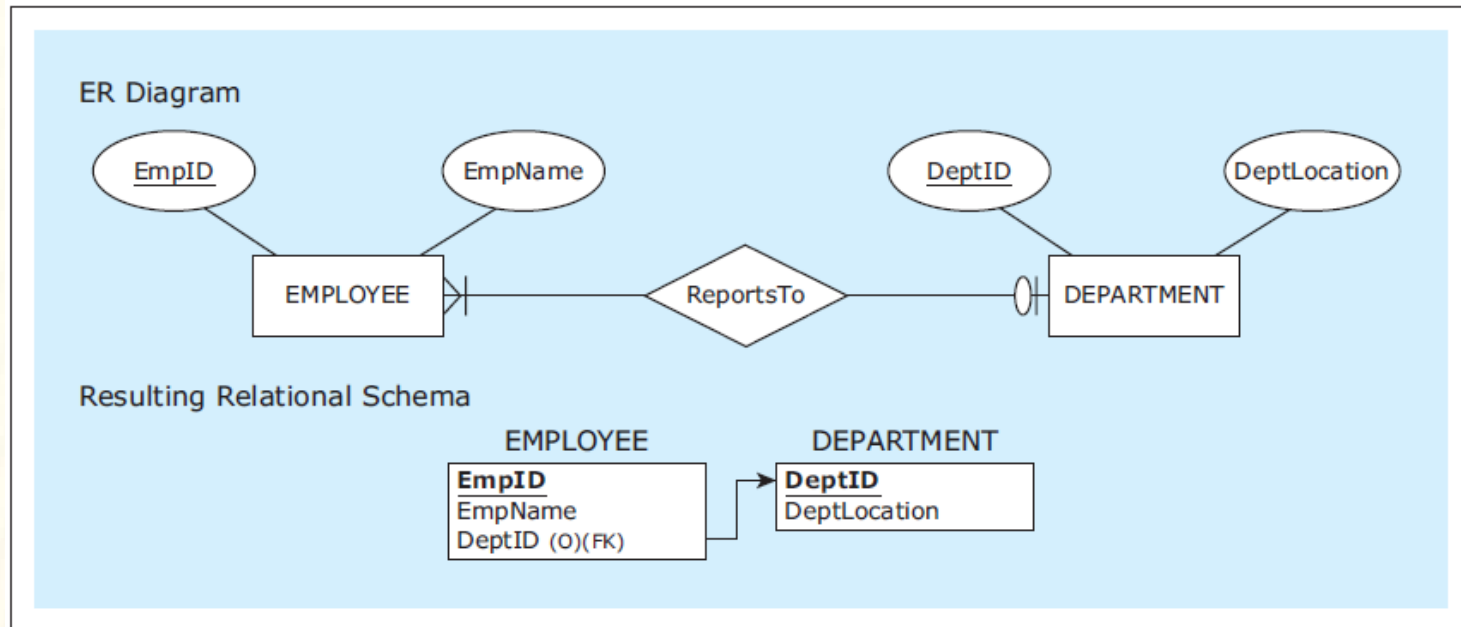 ER Diagram
EmpID
EmpName
DeptID
DeptLocation
EMPLOYEE
ReportsTo
DEPARTMENT
Resulting Relational Schema
EMPLOYEE
EmpID
EmpName
DeptID (O)(FK)
DEPARTMENT
DeptID
DeptLocation